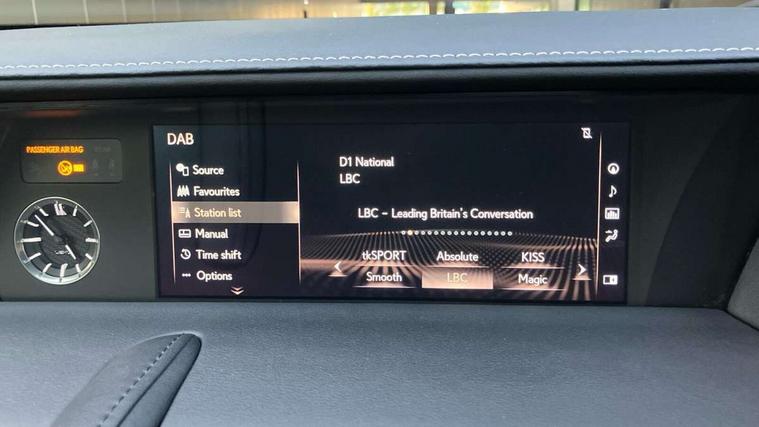 DAB
PASSENGER AIR BAG
Source
Favourites
Station list
Manual
Time shift
Options
D1 National
LBC
LBC – Leading Britain's Conversation
tkSPORT
Absolute
KISS
Smooth
LBC
Magic